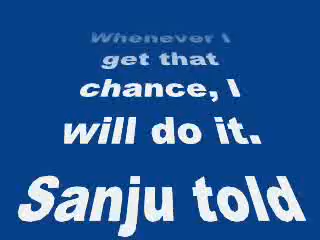 Whenever I
get that
chance, I
will do it.
Sanju told